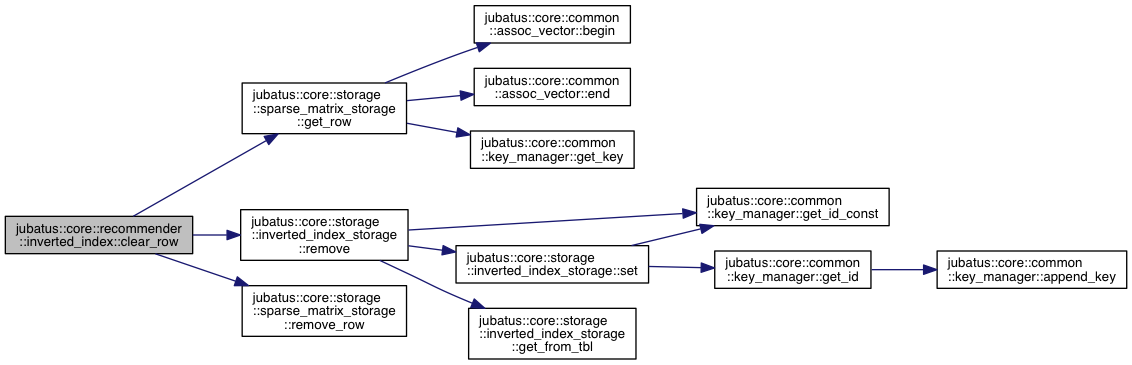 jubatus::core::recommender
::inverted_index::clear_row
jubatus::core::storage
::sparse_matrix_storage
::get_row
jubatus::core::common
::assoc_vector::begin
jubatus::core::common
::assoc_vector::end
jubatus::core::common
::key_manager::get_key
jubatus::core::storage
::inverted_index_storage
::remove
jubatus::core::common
::key_manager::get_id_const
jubatus::core::storage
::inverted_index_storage::set
jubatus::core::common
::key_manager::get_id
jubatus::core::common
::key_manager::append_key
jubatus::core::storage
::inverted_index_storage
::get_from_tbl
jubatus::core::storage
::sparse_matrix_storage
::remove_row